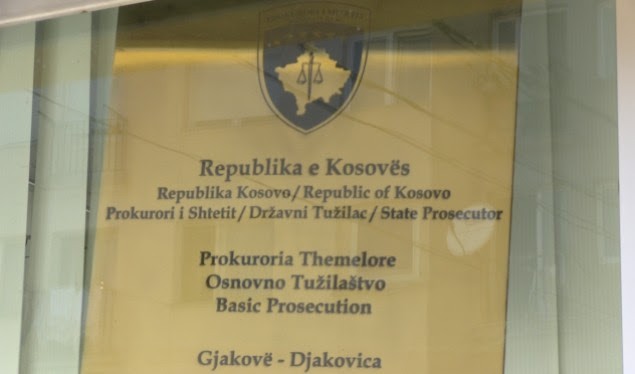 Republika e Kosovës
Republika Kosovo/Republic of Kosovo
Prokurori i Shtetit/Državni Tužilac/State Prosecutor
Prokuroria Themelore
Osnovno Tužilaštvo
Basic Prosecution
Gjakovë - Djakovica